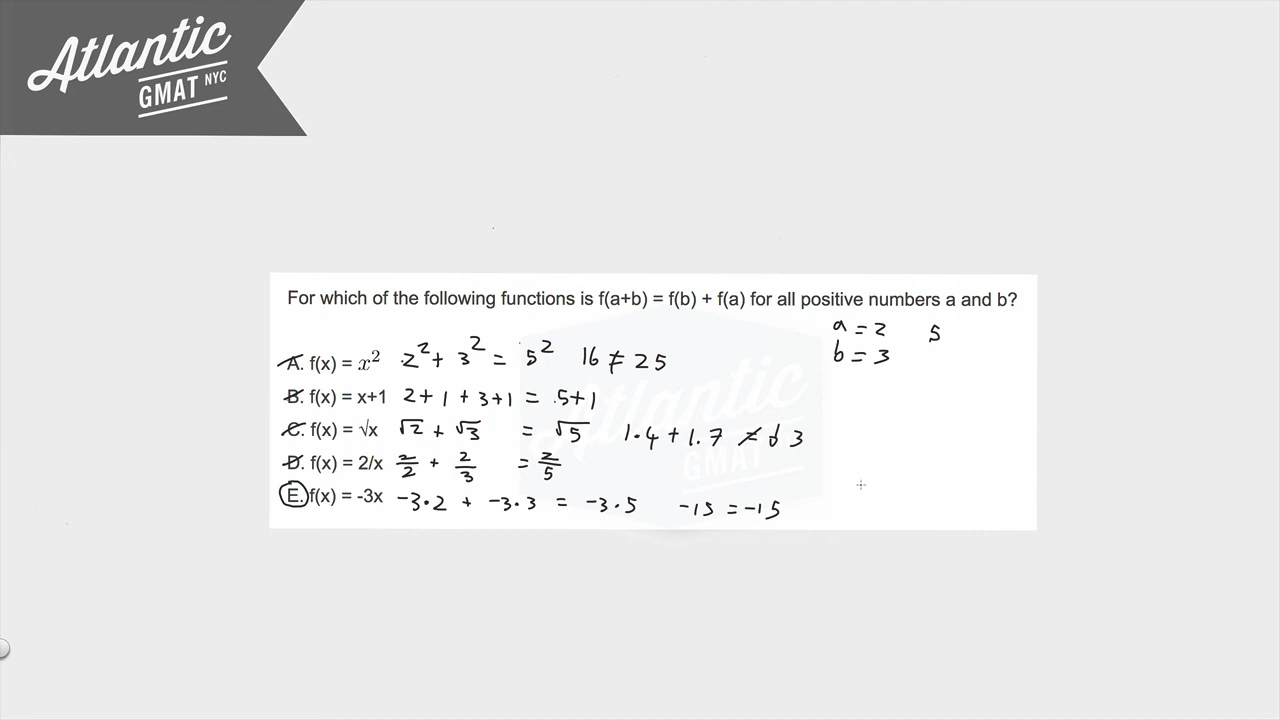 Atlantic
GMAT NYC
For which of the following functions is f(a+b) = f(b) + f(a) for all positive numbers a and b?
a = 2 5
b = 3
A. f(x) = x² 2² + 3² = 5² 16 ≠ 25
B. f(x) = x+1 2+1+3+1 = 5+1
C. f(x) = √x √2 + √3 = √5 1.4 + 1.7 ≠ 3
D. f(x) = 2/x 2/2 + 2/3 = 2/5
E. f(x) = -3x -3·2 + -3·3 = -3·5 -15 = -15
Atlantic
GMAT